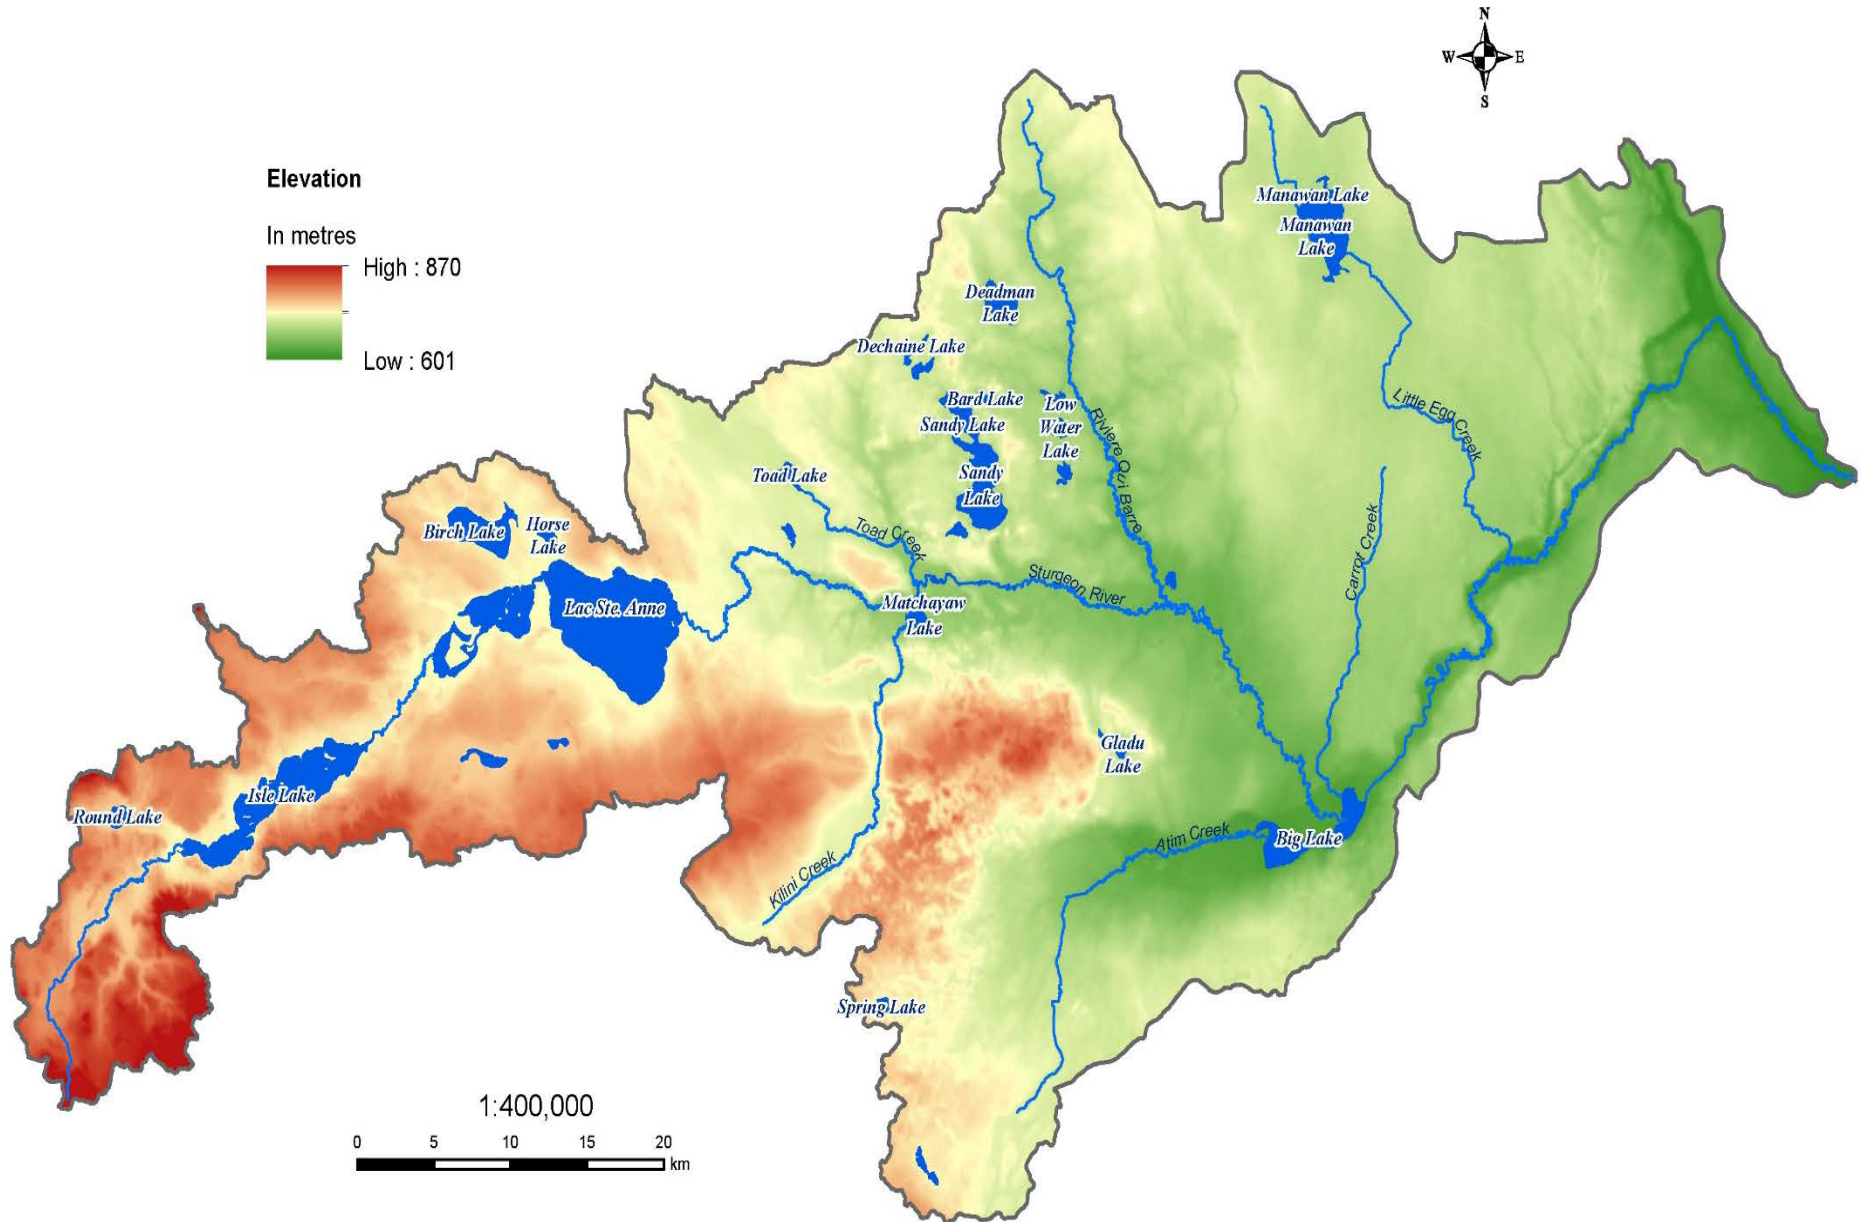 N
W E
S
Elevation
In metres
High : 870
Low : 601
Manawan Lake
Manawan
Lake
Deadman
Lake
Dechaine Lake
Bard Lake
Sandy Lake
Sandy
Lake
Low
Water
Lake
Riviere Qui Barre
Little Egg Creek
Toad Lake
Toad Creek
Birch Lake
Horse
Lake
Carrot Creek
Sturgeon River
Lac Ste. Anne
Matchayaw
Lake
Gladu
Lake
Isle Lake
Round Lake
Atim Creek
Big Lake
Kilini Creek
Spring Lake
1:400,000
0 5 10 15 20
km